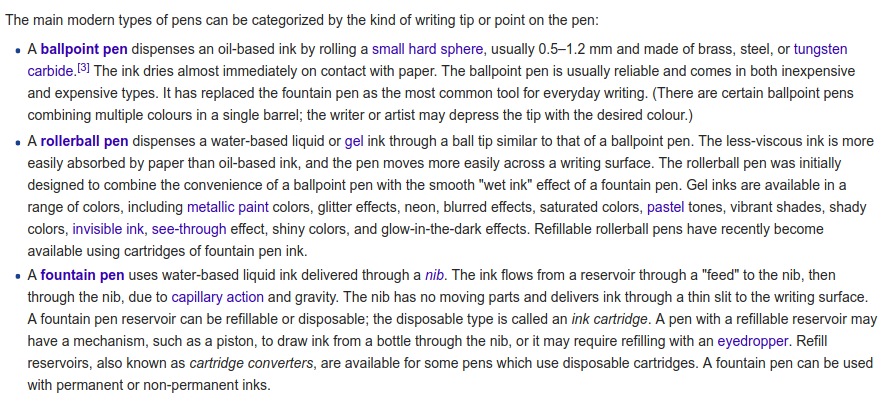 The main modern types of pens can be categorized by the kind of writing tip or point on the pen:
• A ballpoint pen dispenses an oil-based ink by rolling a small hard sphere, usually 0.5–1.2 mm and made of brass, steel, or tungsten
carbide.[3] The ink dries almost immediately on contact with paper. The ballpoint pen is usually reliable and comes in both inexpensive
and expensive types. It has replaced the fountain pen as the most common tool for everyday writing. (There are certain ballpoint pens
combining multiple colours in a single barrel; the writer or artist may depress the tip with the desired colour.)
• A rollerball pen dispenses a water-based liquid or gel ink through a ball tip similar to that of a ballpoint pen. The less-viscous ink is more
easily absorbed by paper than oil-based ink, and the pen moves more easily across a writing surface. The rollerball pen was initially
designed to combine the convenience of a ballpoint pen with the smooth "wet ink" effect of a fountain pen. Gel inks are available in a
range of colors, including metallic paint colors, glitter effects, neon, blurred effects, saturated colors, pastel tones, vibrant shades, shady
colors, invisible ink, see-through effect, shiny colors, and glow-in-the-dark effects. Refillable rollerball pens have recently become
available using cartridges of fountain pen ink.
• A fountain pen uses water-based liquid ink delivered through a nib. The ink flows from a reservoir through a "feed" to the nib, then
through the nib, due to capillary action and gravity. The nib has no moving parts and delivers ink through a thin slit to the writing surface.
A fountain pen reservoir can be refillable or disposable; the disposable type is called an ink cartridge. A pen with a refillable reservoir may
have a mechanism, such as a piston, to draw ink from a bottle through the nib, or it may require refilling with an eyedropper. Refill
reservoirs, also known as cartridge converters, are available for some pens which use disposable cartridges. A fountain pen can be used
with permanent or non-permanent inks.